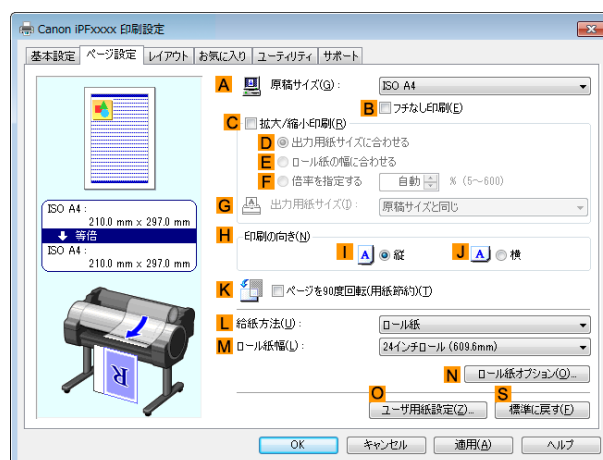 Canon iPFxxxx 印刷設定
基本設定 ページ設定 レイアウト お気に入り ユーティリティ サポート
A 原稿サイズ(G): ISO A4
B フチなし印刷(E)
C 拡大/縮小印刷(R)
D 出力用紙サイズに合わせる
E ロール紙の幅に合わせる
F 倍率を指定する 自動 % (5~600)
G 出力用紙サイズ(I): 原稿サイズと同じ
ISO A4:
210.0 mm x 297.0 mm
等倍
ISO A4:
210.0 mm x 297.0 mm
H 印刷の向き(N)
I A 縦 J A 横
K ページを90度回転(用紙節約)(T)
L 給紙方法(U): ロール紙
M ロール紙幅(L): 24インチロール (609.6mm)
N ロール紙オプション(O)...
O S
ユーザ用紙設定(Z)... 標準に戻す(F)
R
OK キャンセル 適用(A) ヘルプ